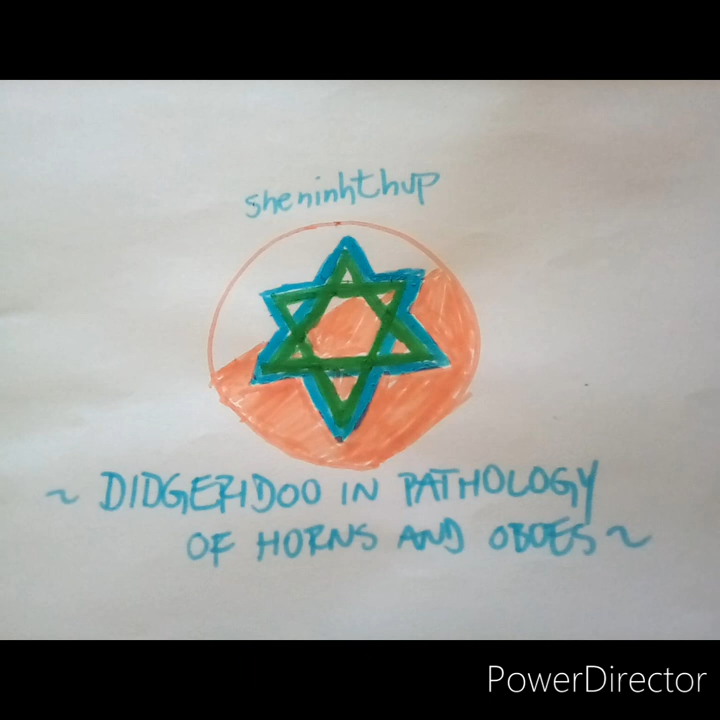 sheninhthup
~ DIDGERIDOO IN PATHOLOGY
OF HORNS AND OBOES ~
PowerDirector